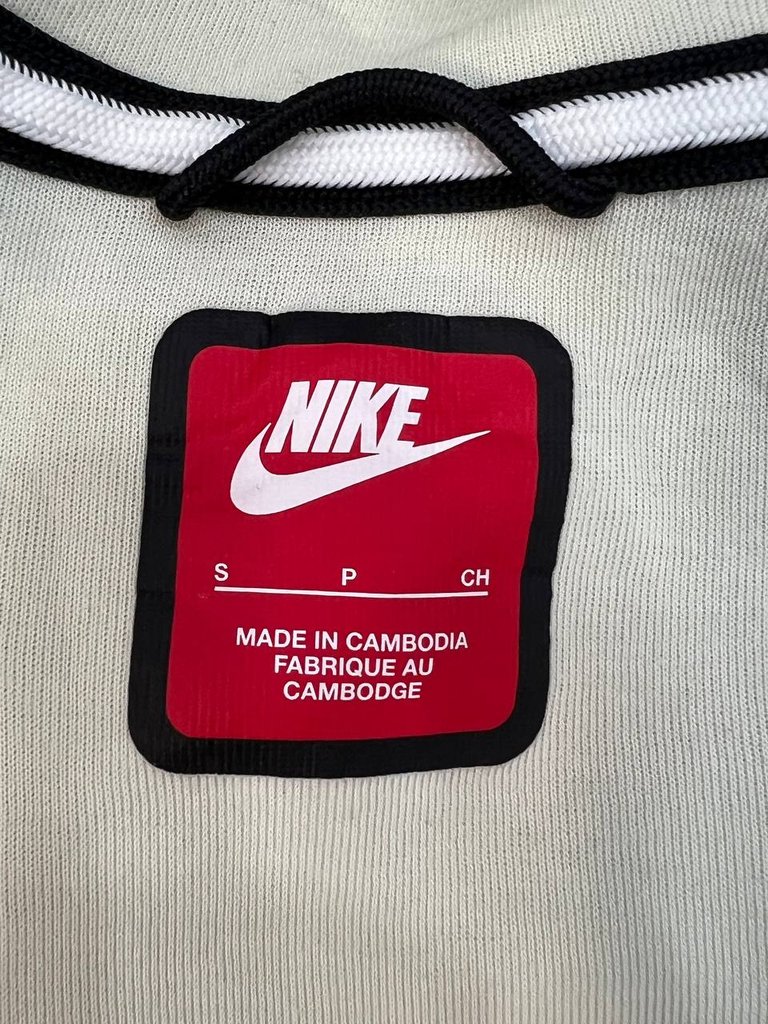 NIKE
S P CH
MADE IN CAMBODIA
FABRIQUE AU
CAMBODGE